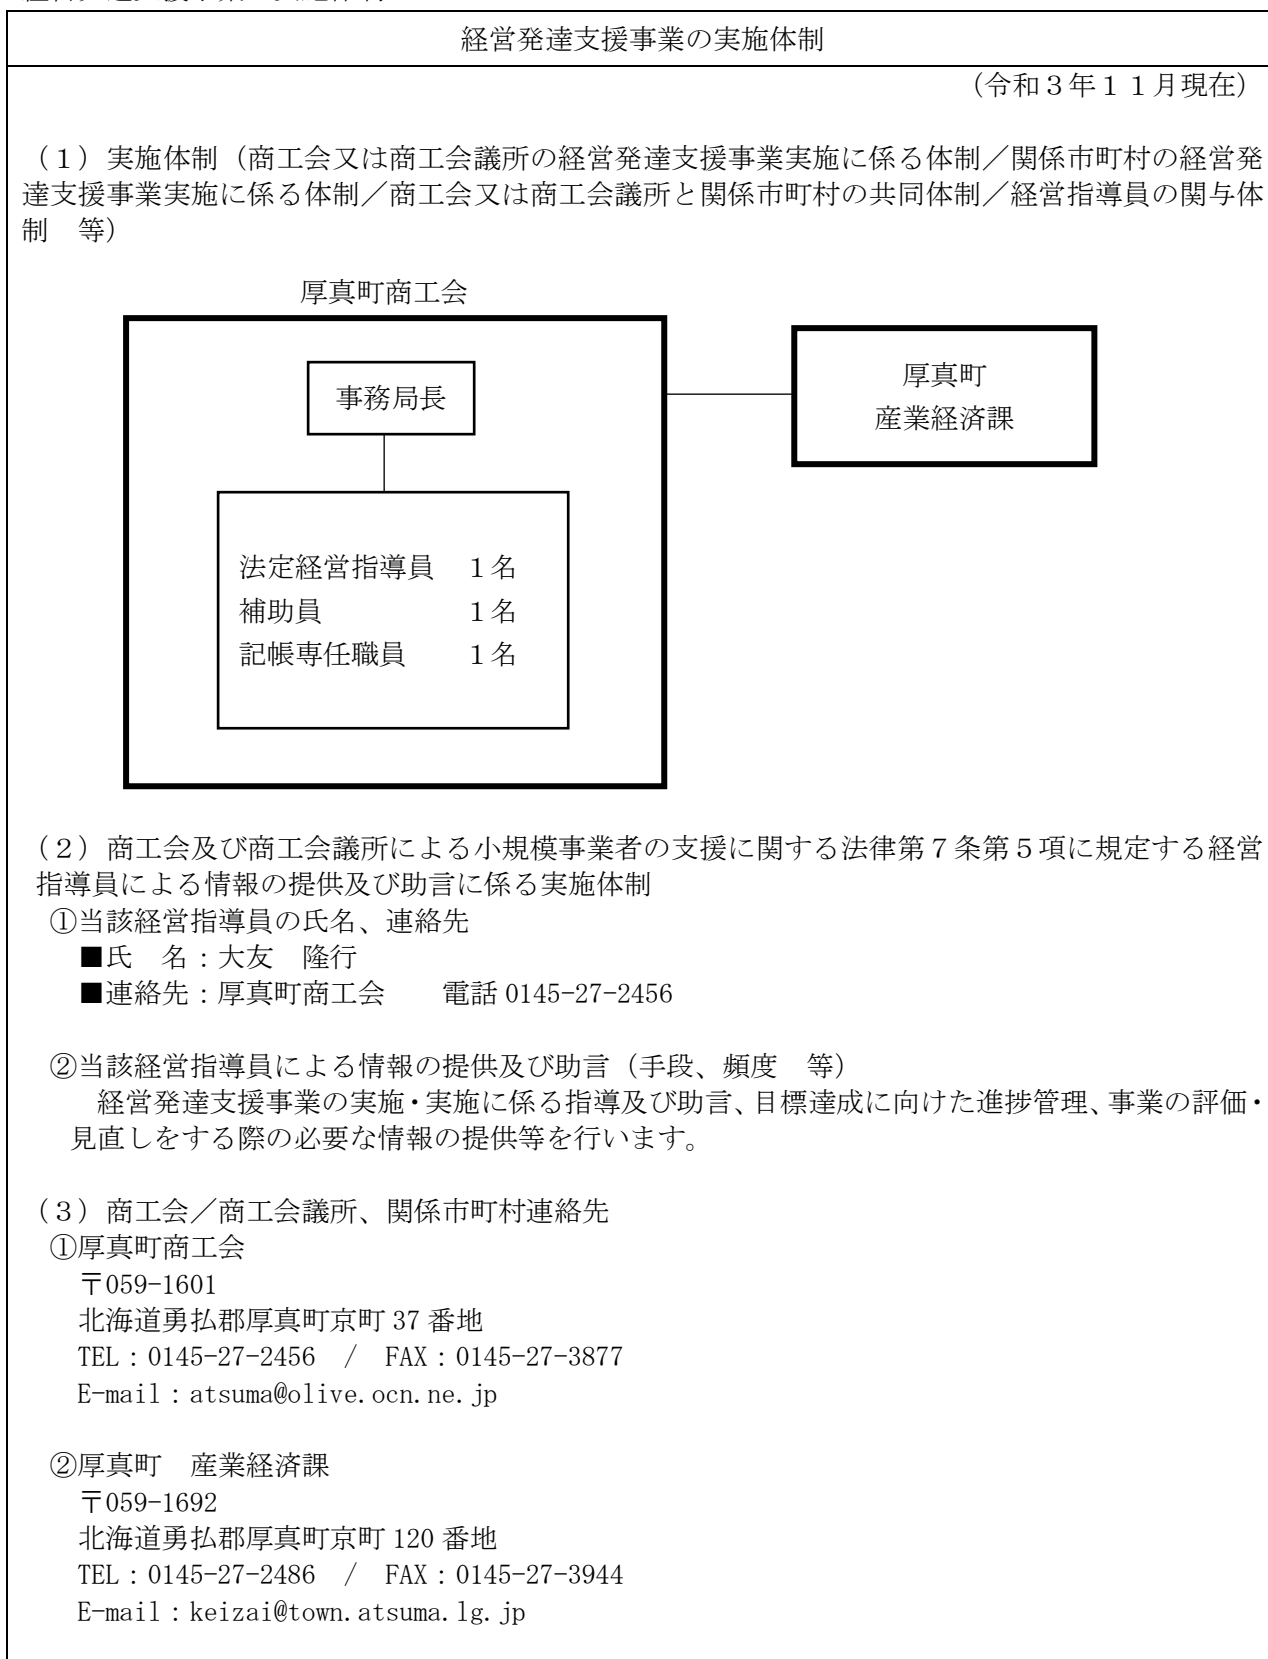 経営発達支援事業の実施体制
（令和３年１１月現在）
（１）実施体制（商工会又は商工会議所の経営発達支援事業実施に係る体制／関係市町村の経営発
達支援事業実施に係る体制／商工会又は商工会議所と関係市町村の共同体制／経営指導員の関与体
制　等）
厚真町商工会
事務局長
厚真町
産業経済課
法定経営指導員　１名
補助員　１名
記帳専任職員　１名
（２）商工会及び商工会議所による小規模事業者の支援に関する法律第７条第５項に規定する経営
指導員による情報の提供及び助言に係る実施体制
①当該経営指導員の氏名、連絡先
■氏　名：大友　隆行
■連絡先：厚真町商工会　　電話 0145-27-2456
②当該経営指導員による情報の提供及び助言（手段、頻度　等）
経営発達支援事業の実施・実施に係る指導及び助言、目標達成に向けた進捗管理、事業の評価・
見直しをする際の必要な情報の提供等を行います。
（３）商工会／商工会議所、関係市町村連絡先
①厚真町商工会
〒059-1601
北海道勇払郡厚真町京町 37 番地
TEL：0145-27-2456　/　FAX：0145-27-3877
E-mail：atsuma@olive.ocn.ne.jp
②厚真町　産業経済課
〒059-1692
北海道勇払郡厚真町京町 120 番地
TEL：0145-27-2486　/　FAX：0145-27-3944
E-mail：keizai@town.atsuma.lg.jp